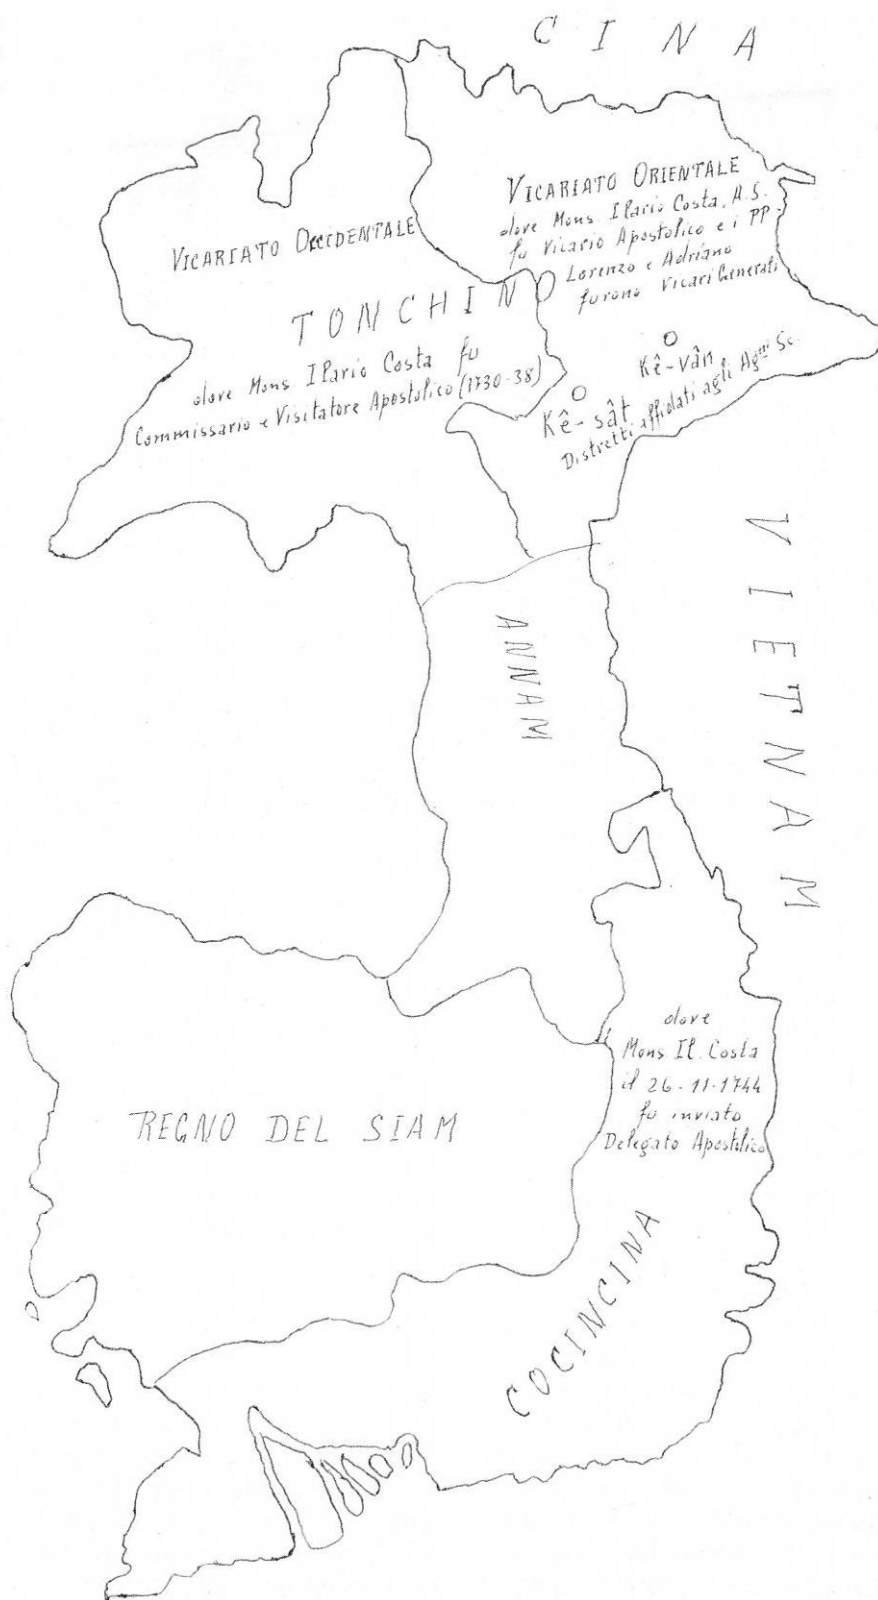 CINA
VICARIATO ORIENTALE
dove Mons. Ilario Costa, A.S.
fu Vicario Apostolico e i PP.
Lorenzo e Adriano
furono Vicari Generali
VICARIATO OCCIDENTALE
TONCHINO
dove Mons Ilario Costa fu
Commissario e Visitatore Apostolico (1730-38)
Kê-vân
Kê-sât
Distretti affidati agli Agni Sc.
VIETNAM
ANNAM
dove
Mons Il. Costa
il 26-11-1744
fu inviato
Delegato Apostolico
REGNO DEL SIAM
COCINCINA